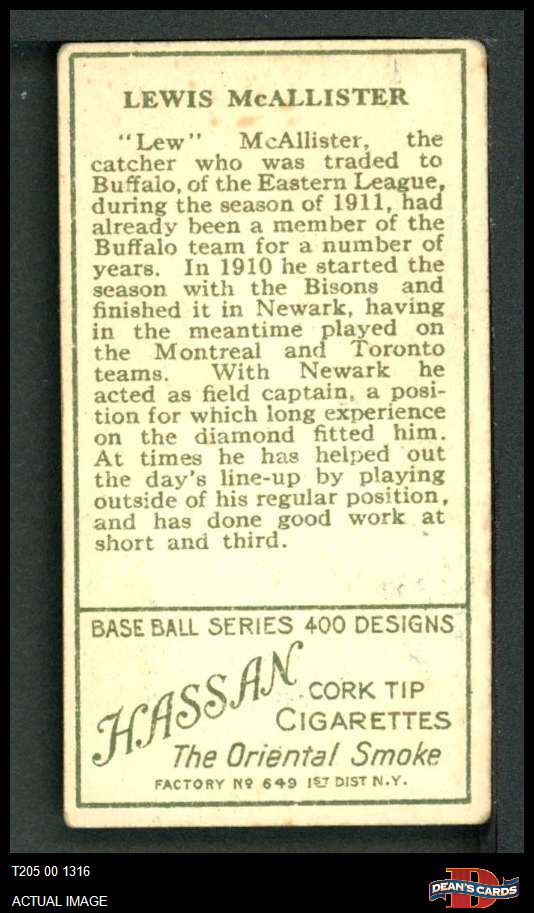 LEWIS McALLISTER
"Lew" McAllister, the
catcher who was traded to
Buffalo, of the Eastern League,
during the season of 1911, had
already been a member of the
Buffalo team for a number of
years. In 1910 he started the
season with the Bisons and
finished it in Newark, having
in the meantime played on
the Montreal and Toronto
teams. With Newark he
acted as field captain, a posi-
tion for which long experience
on the diamond fitted him.
At times he has helped out
the day's line-up by playing
outside of his regular position,
and has done good work at
short and third.
BASE BALL SERIES 400 DESIGNS
HASSAN
CORK TIP
CIGARETTES
The Oriental Smoke
FACTORY Nº 649 1ST DIST N.Y.
T205 00 1316
ACTUAL IMAGE
D
DEAN'S CARDS